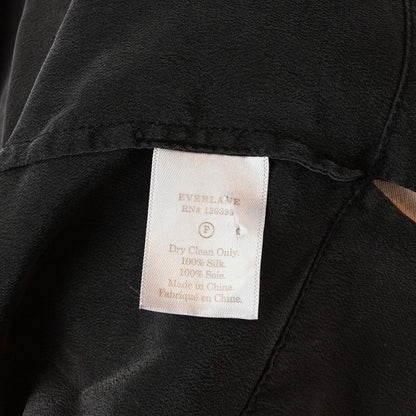 EVERLANE
RN# 139393
P
Dry Clean Only.
100% Silk.
100% Soie.
Made in China.
Fabriqué en Chine.